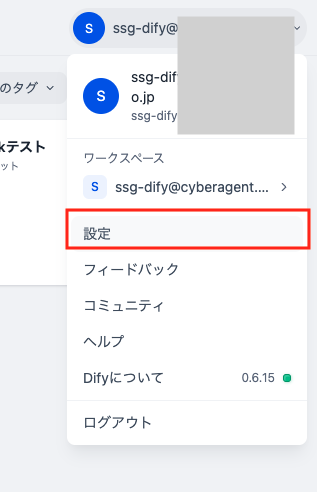 S ssg-dify@
のタグ
S ssg-dif
o.jp
ssg-dify
kテスト
ット
ワークスペース
S ssg-dify@cyberagent....
設定
フィードバック
コミュニティ
ヘルプ
Difyについて 0.6.15
ログアウト